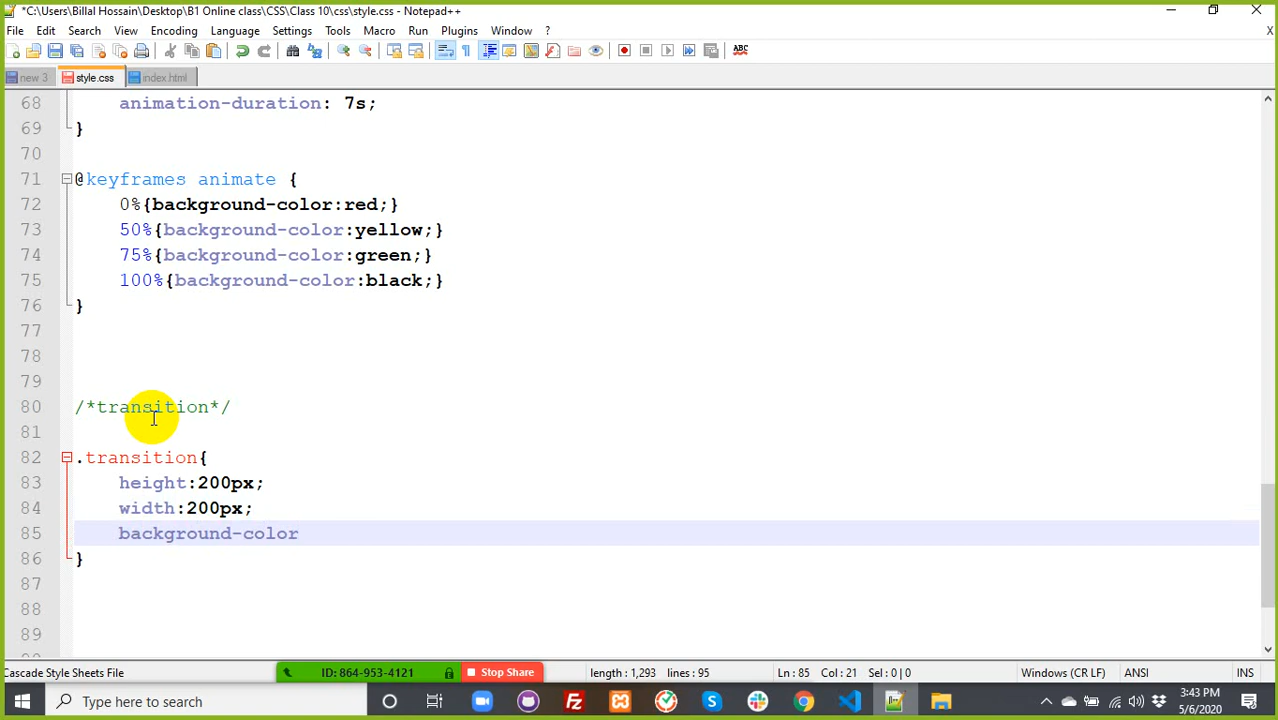 *C:\Users\Billal Hossain\Desktop\B1 Online class\CSS\Class 10\css\style.css - Notepad++
File Edit Search View Encoding Language Settings Tools Macro Run Plugins Window ? X
ABC
new 3 style.css index.html
68 animation-duration: 7s;
69 }
70
71 @keyframes animate {
72 0%{background-color:red;}
73 50%{background-color:yellow;}
74 75%{background-color:green;}
75 100%{background-color:black;}
76 }
77
78
79
80 /*transition*/
81
82 .transition{
83 height:200px;
84 width:200px;
85 background-color
86 }
87
88
89
Cascade Style Sheets File ID: 864-953-4121 Stop Share length : 1,293 lines : 95 Ln : 85 Col : 21 Sel : 0 | 0 Windows (CR LF) ANSI INS
Type here to search 3:43 PM
5/6/2020